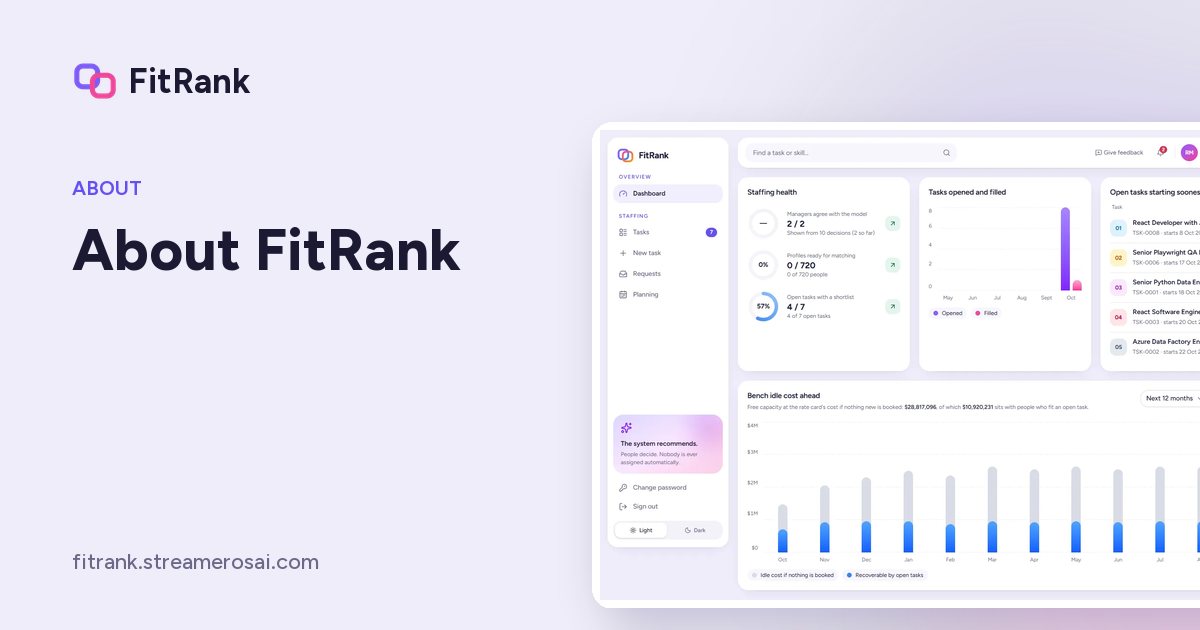 FitRank
ABOUT
About FitRank
fitrank.streamerosai.com
FitRank
OVERVIEW
Dashboard
STAFFING
Tasks
7
New task
Requests
Planning
The system recommends.
People decide. Nobody is ever
assigned automatically.
Change password
Sign out
Light
Dark
Find a task or skill...
Give feedback
RM
Staffing health
Managers agree with the model
2 / 2
Shown from 10 decisions (2 so far)
0%
Profiles ready for matching
0 / 720
0 of 720 people
57%
Open tasks with a shortlist
4 / 7
4 of 7 open tasks
Tasks opened and filled
8
6
4
2
0
May Jun Jul Aug Sept Oct
Opened Filled
Open tasks starting soones
Task
01
React Developer with
TSK-0008 · starts 8 Oct 2
02
Senior Playwright QA
TSK-0006 · starts 17 Oct 2
03
Senior Python Data En
TSK-0001 · starts 18 Oct 2
04
React Software Engine
TSK-0003 · starts 20 Oct 2
05
Azure Data Factory En
TSK-0002 · starts 22 Oct 2
Bench idle cost ahead
Free capacity at the rate card's cost if nothing new is booked: $28,817,096, of which $10,920,231 sits with people who fit an open task.
Next 12 months
$4M
$3M
$2M
$1M
$0
Oct Nov Dec Jan Feb Mar Apr May Jun Jul
Idle cost if nothing is booked Recoverable by open tasks